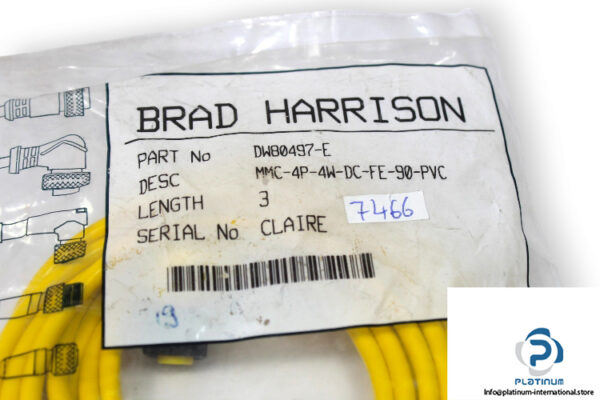 BRAD HARRISON
PART No DW80497-E
DESC MMC-4P-4W-DC-FE-90-PVC
LENGTH 3
7466
SERIAL No CLAIRE
19
PLATINUM
Info@platinum-international.store